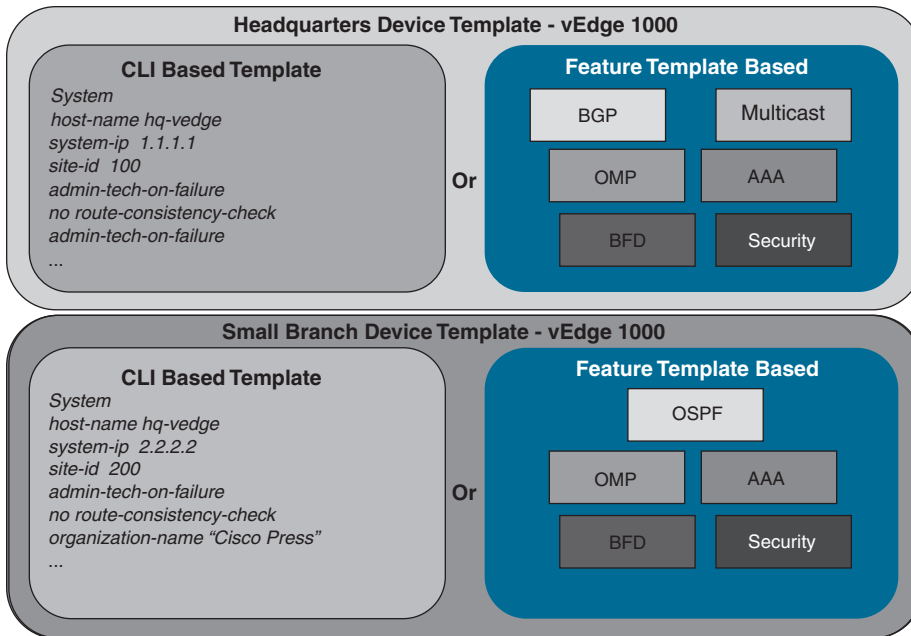 Headquarters Device Template - vEdge 1000
CLI Based Template
System
host-name hq-vedge
system-ip 1.1.1.1
site-id 100
admin-tech-on-failure
no route-consistency-check
admin-tech-on-failure
...
Or
Feature Template Based
BGP
Multicast
OMP
AAA
BFD
Security
Small Branch Device Template - vEdge 1000
CLI Based Template
System
host-name hq-vedge
system-ip 2.2.2.2
site-id 200
admin-tech-on-failure
no route-consistency-check
organization-name “Cisco Press”
...
Or
Feature Template Based
OSPF
OMP
AAA
BFD
Security